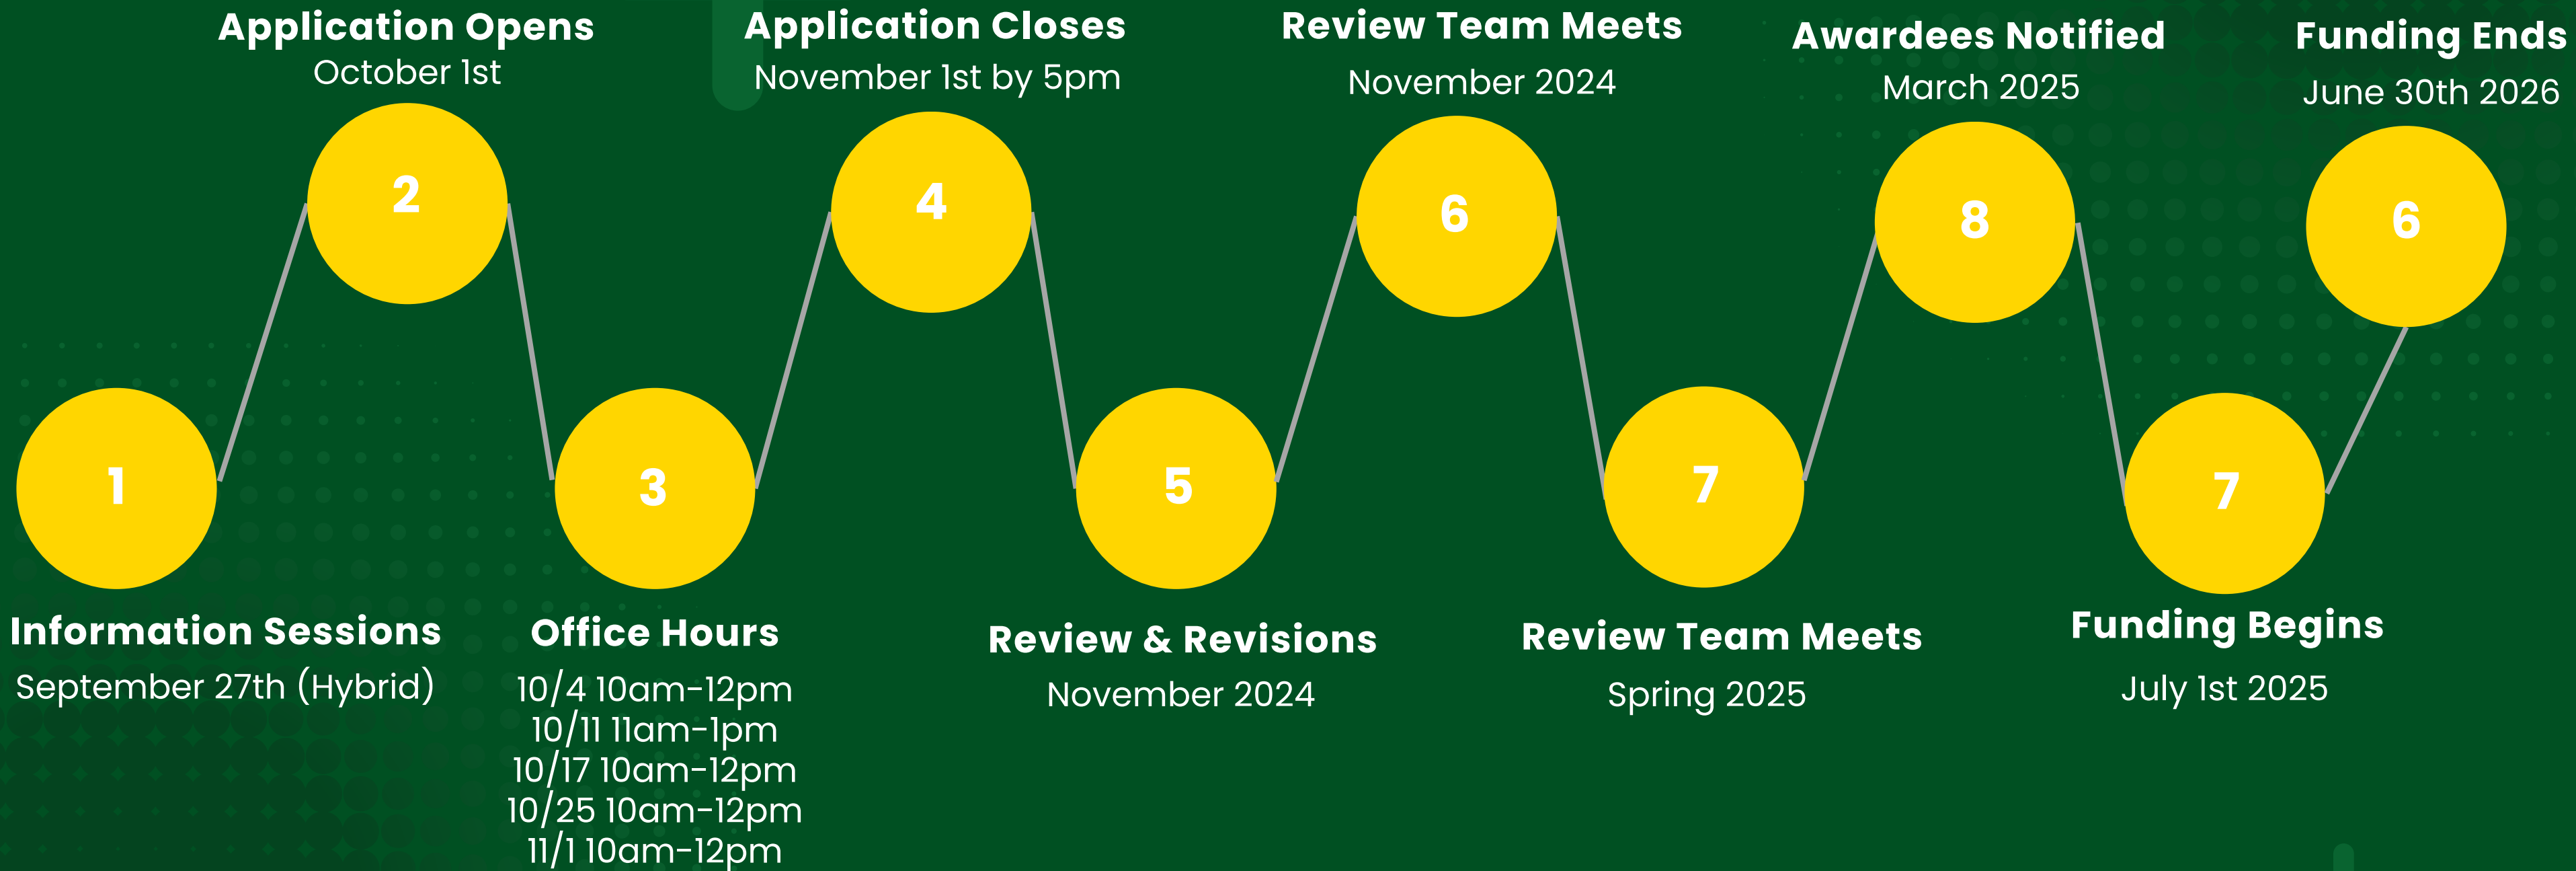 1
Information Sessions
September 27th (Hybrid)
Application Opens
October 1st
2
3
Office Hours
10/4 10am-12pm
10/11 11am-1pm
10/17 10am-12pm
10/25 10am-12pm
11/1 10am-12pm
Application Closes
November 1st by 5pm
4
5
Review & Revisions
November 2024
Review Team Meets
November 2024
6
7
Review Team Meets
Spring 2025
Awardees Notified
March 2025
8
7
Funding Begins
July 1st 2025
Funding Ends
June 30th 2026
6